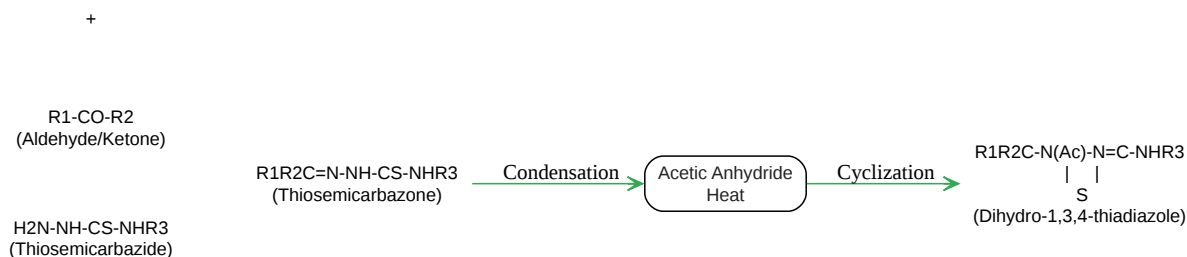 +
R1-CO-R2
(Aldehyde/Ketone)
H2N-NH-CS-NHR3
(Thiosemicarbazide)
R1R2C=N-NH-CS-NHR3
(Thiosemicarbazone)
Condensation
Acetic Anhydride
Heat
Cyclization
R1R2C-N(Ac)-N=C-NHR3
| |
S
(Dihydro-1,3,4-thiadiazole)